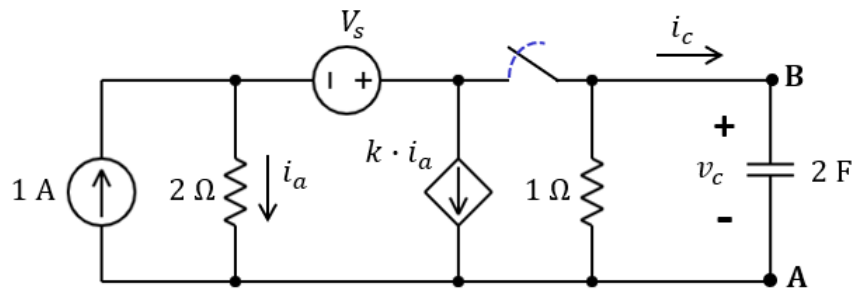 V_s
i_c
B
1 A
2 Ω
i_a
k · i_a
1 Ω
+
v_c
-
2 F
A